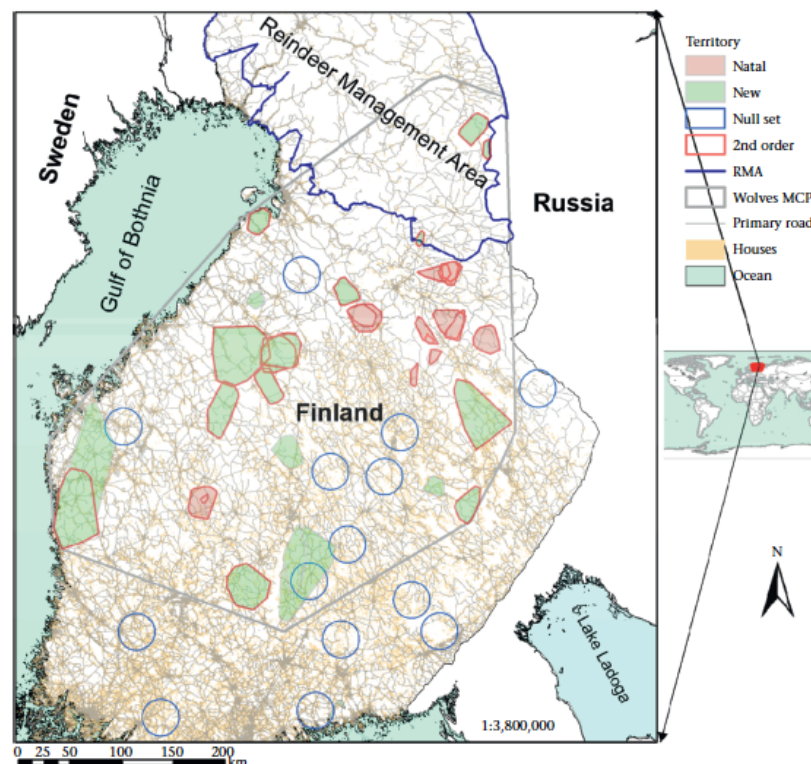 Reindeer Management Area
Sweden
Gulf of Bothnia
Russia
Finland
Lake Ladoga
N
1:3,800,000
0 25 50 100 150 200
km
Territory
Natal
New
Null set
2nd order
RMA
Wolves MCP
Primary road
Houses
Ocean